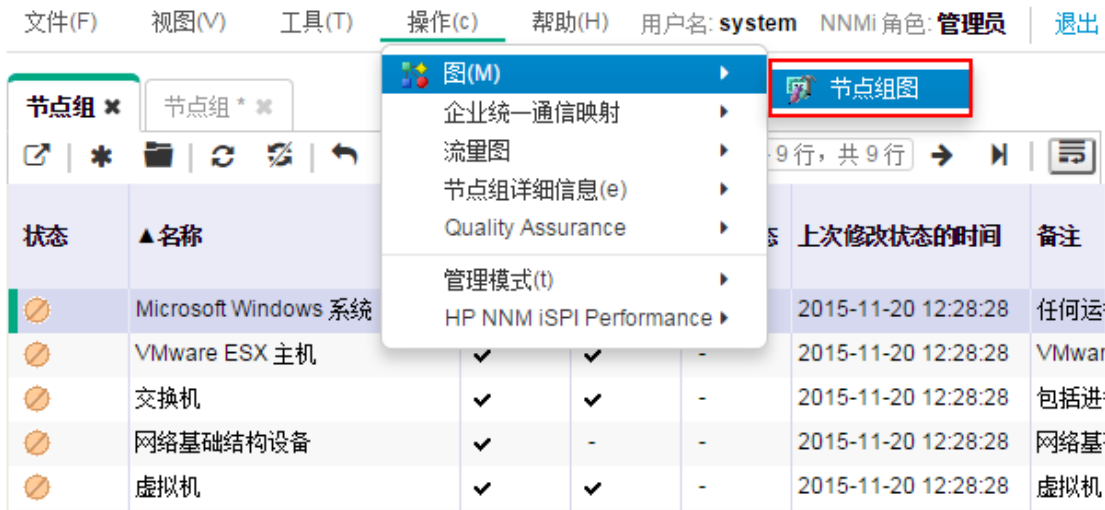 文件(F) 视图(V) 工具(T) 操作(c) 帮助(H) 用户名: system NNMi 角色: 管理员 退出
节点组 节点组 *
图(M) 节点组图
企业统一通信映射
流量图
9 行，共 9 行
节点组详细信息(e)
Quality Assurance
状态 ▲名称 上次修改状态的时间 备注
管理模式(t)
HP NNM iSPI Performance
Microsoft Windows 系统 2015-11-20 12:28:28 任何运
VMware ESX 主机 ✔ ✔ - 2015-11-20 12:28:28 VMwar
交换机 ✔ ✔ - 2015-11-20 12:28:28 包括进
网络基础结构设备 ✔ - - 2015-11-20 12:28:28 网络基
虚拟机 ✔ ✔ - 2015-11-20 12:28:28 虚拟机